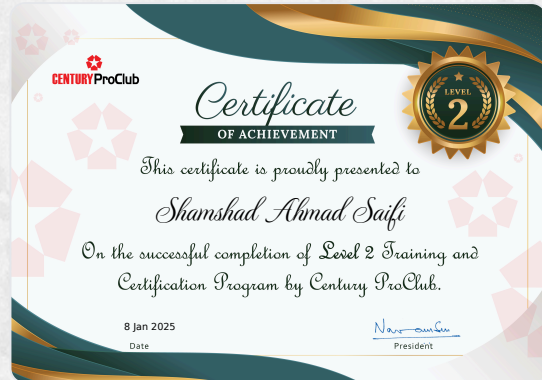 CENTURY ProClub
LEVEL
2
Certificate
OF ACHIEVEMENT
This certificate is proudly presented to
Shamshad Ahmad Saifi
On the successful completion of Level 2 Training and
Certification Program by Century ProClub.
8 Jan 2025
Date
President